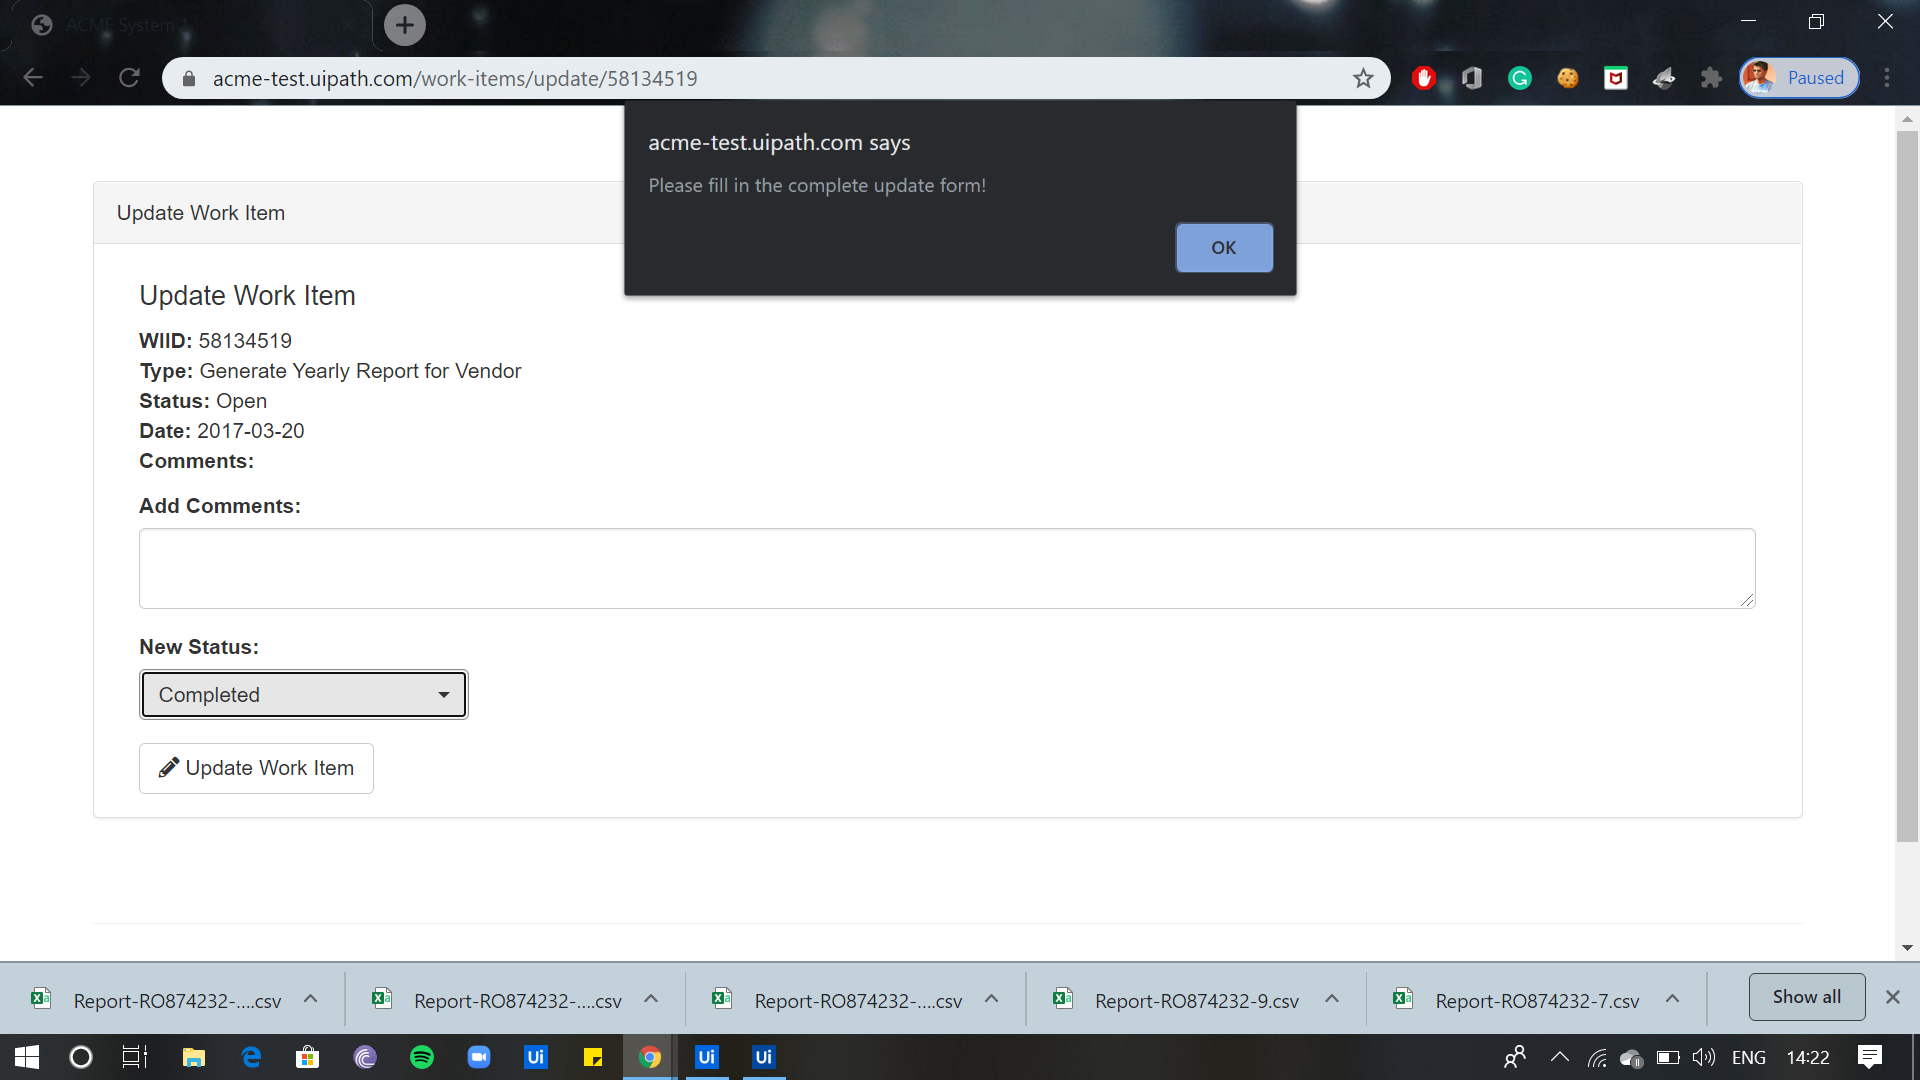 ACME System 1
acme-test.uipath.com/work-items/update/58134519
Paused
acme-test.uipath.com says
Please fill in the complete update form!
OK
Update Work Item
Update Work Item
WIID: 58134519
Type: Generate Yearly Report for Vendor
Status: Open
Date: 2017-03-20
Comments:
Add Comments:
New Status:
Completed
Update Work Item
Report-RO874232-....csv
Report-RO874232-....csv
Report-RO874232-....csv
Report-RO874232-9.csv
Report-RO874232-7.csv
Show all
Ui
Ui
Ui
ENG
14:22